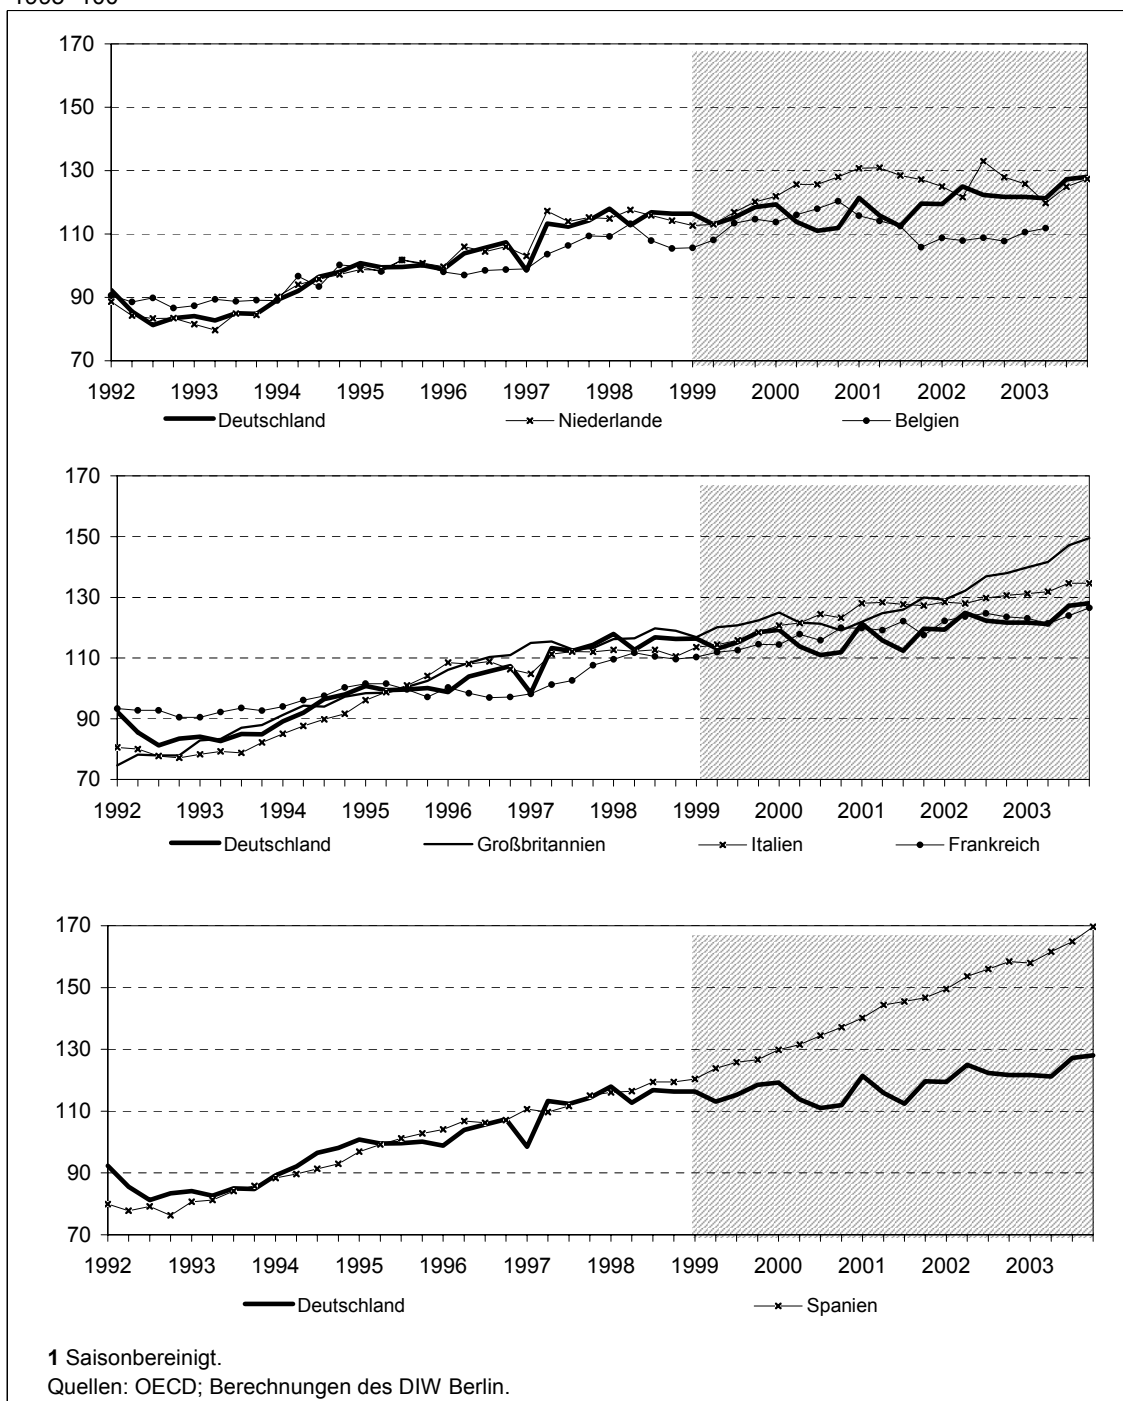 170
150
130
110
90
70
1992 1993 1994 1995 1996 1997 1998 1999 2000 2001 2002 2003
Deutschland Niederlande Belgien
170
150
130
110
90
70
1992 1993 1994 1995 1996 1997 1998 1999 2000 2001 2002 2003
Deutschland Großbritannien Italien Frankreich
170
150
130
110
90
70
1992 1993 1994 1995 1996 1997 1998 1999 2000 2001 2002 2003
Deutschland Spanien
1 Saisonbereinigt.
Quellen: OECD; Berechnungen des DIW Berlin.